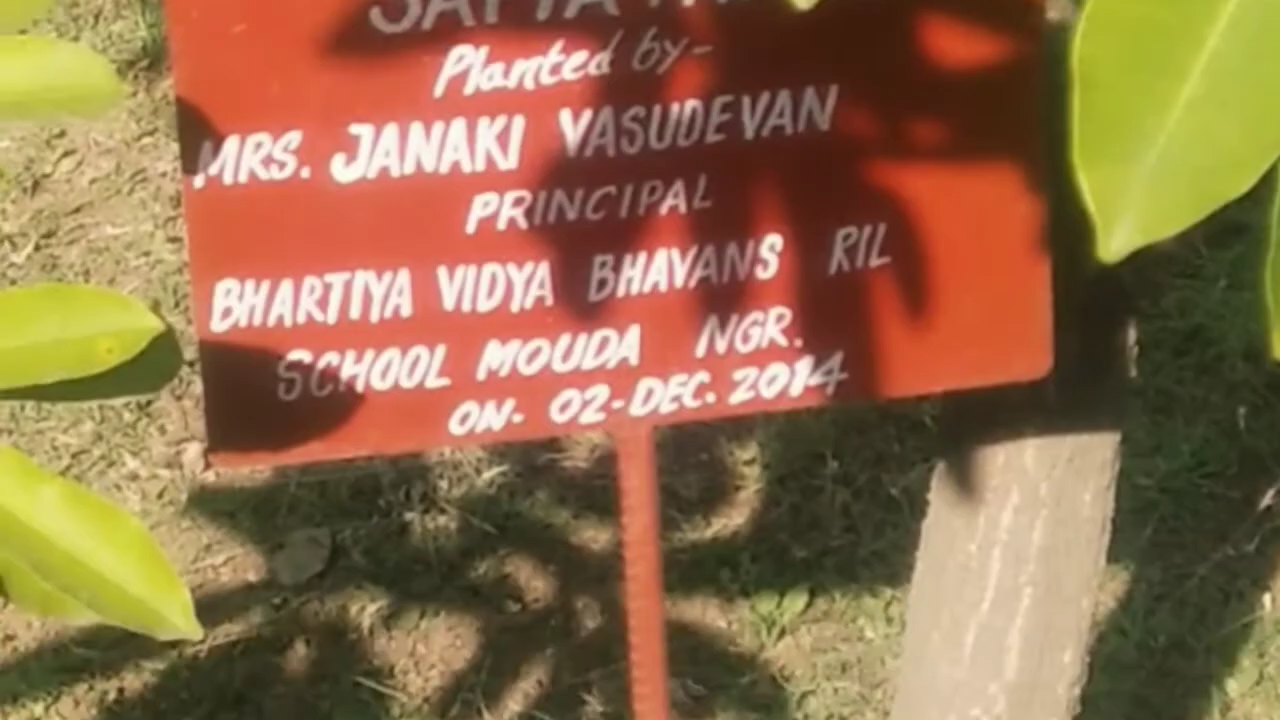 Planted by-
MRS. JANAKI VASUDEVAN
PRINCIPAL
BHARTIYA VIDYA BHAVANS RIL
SCHOOL MOUDA NGR.
ON- 02-DEC. 2014